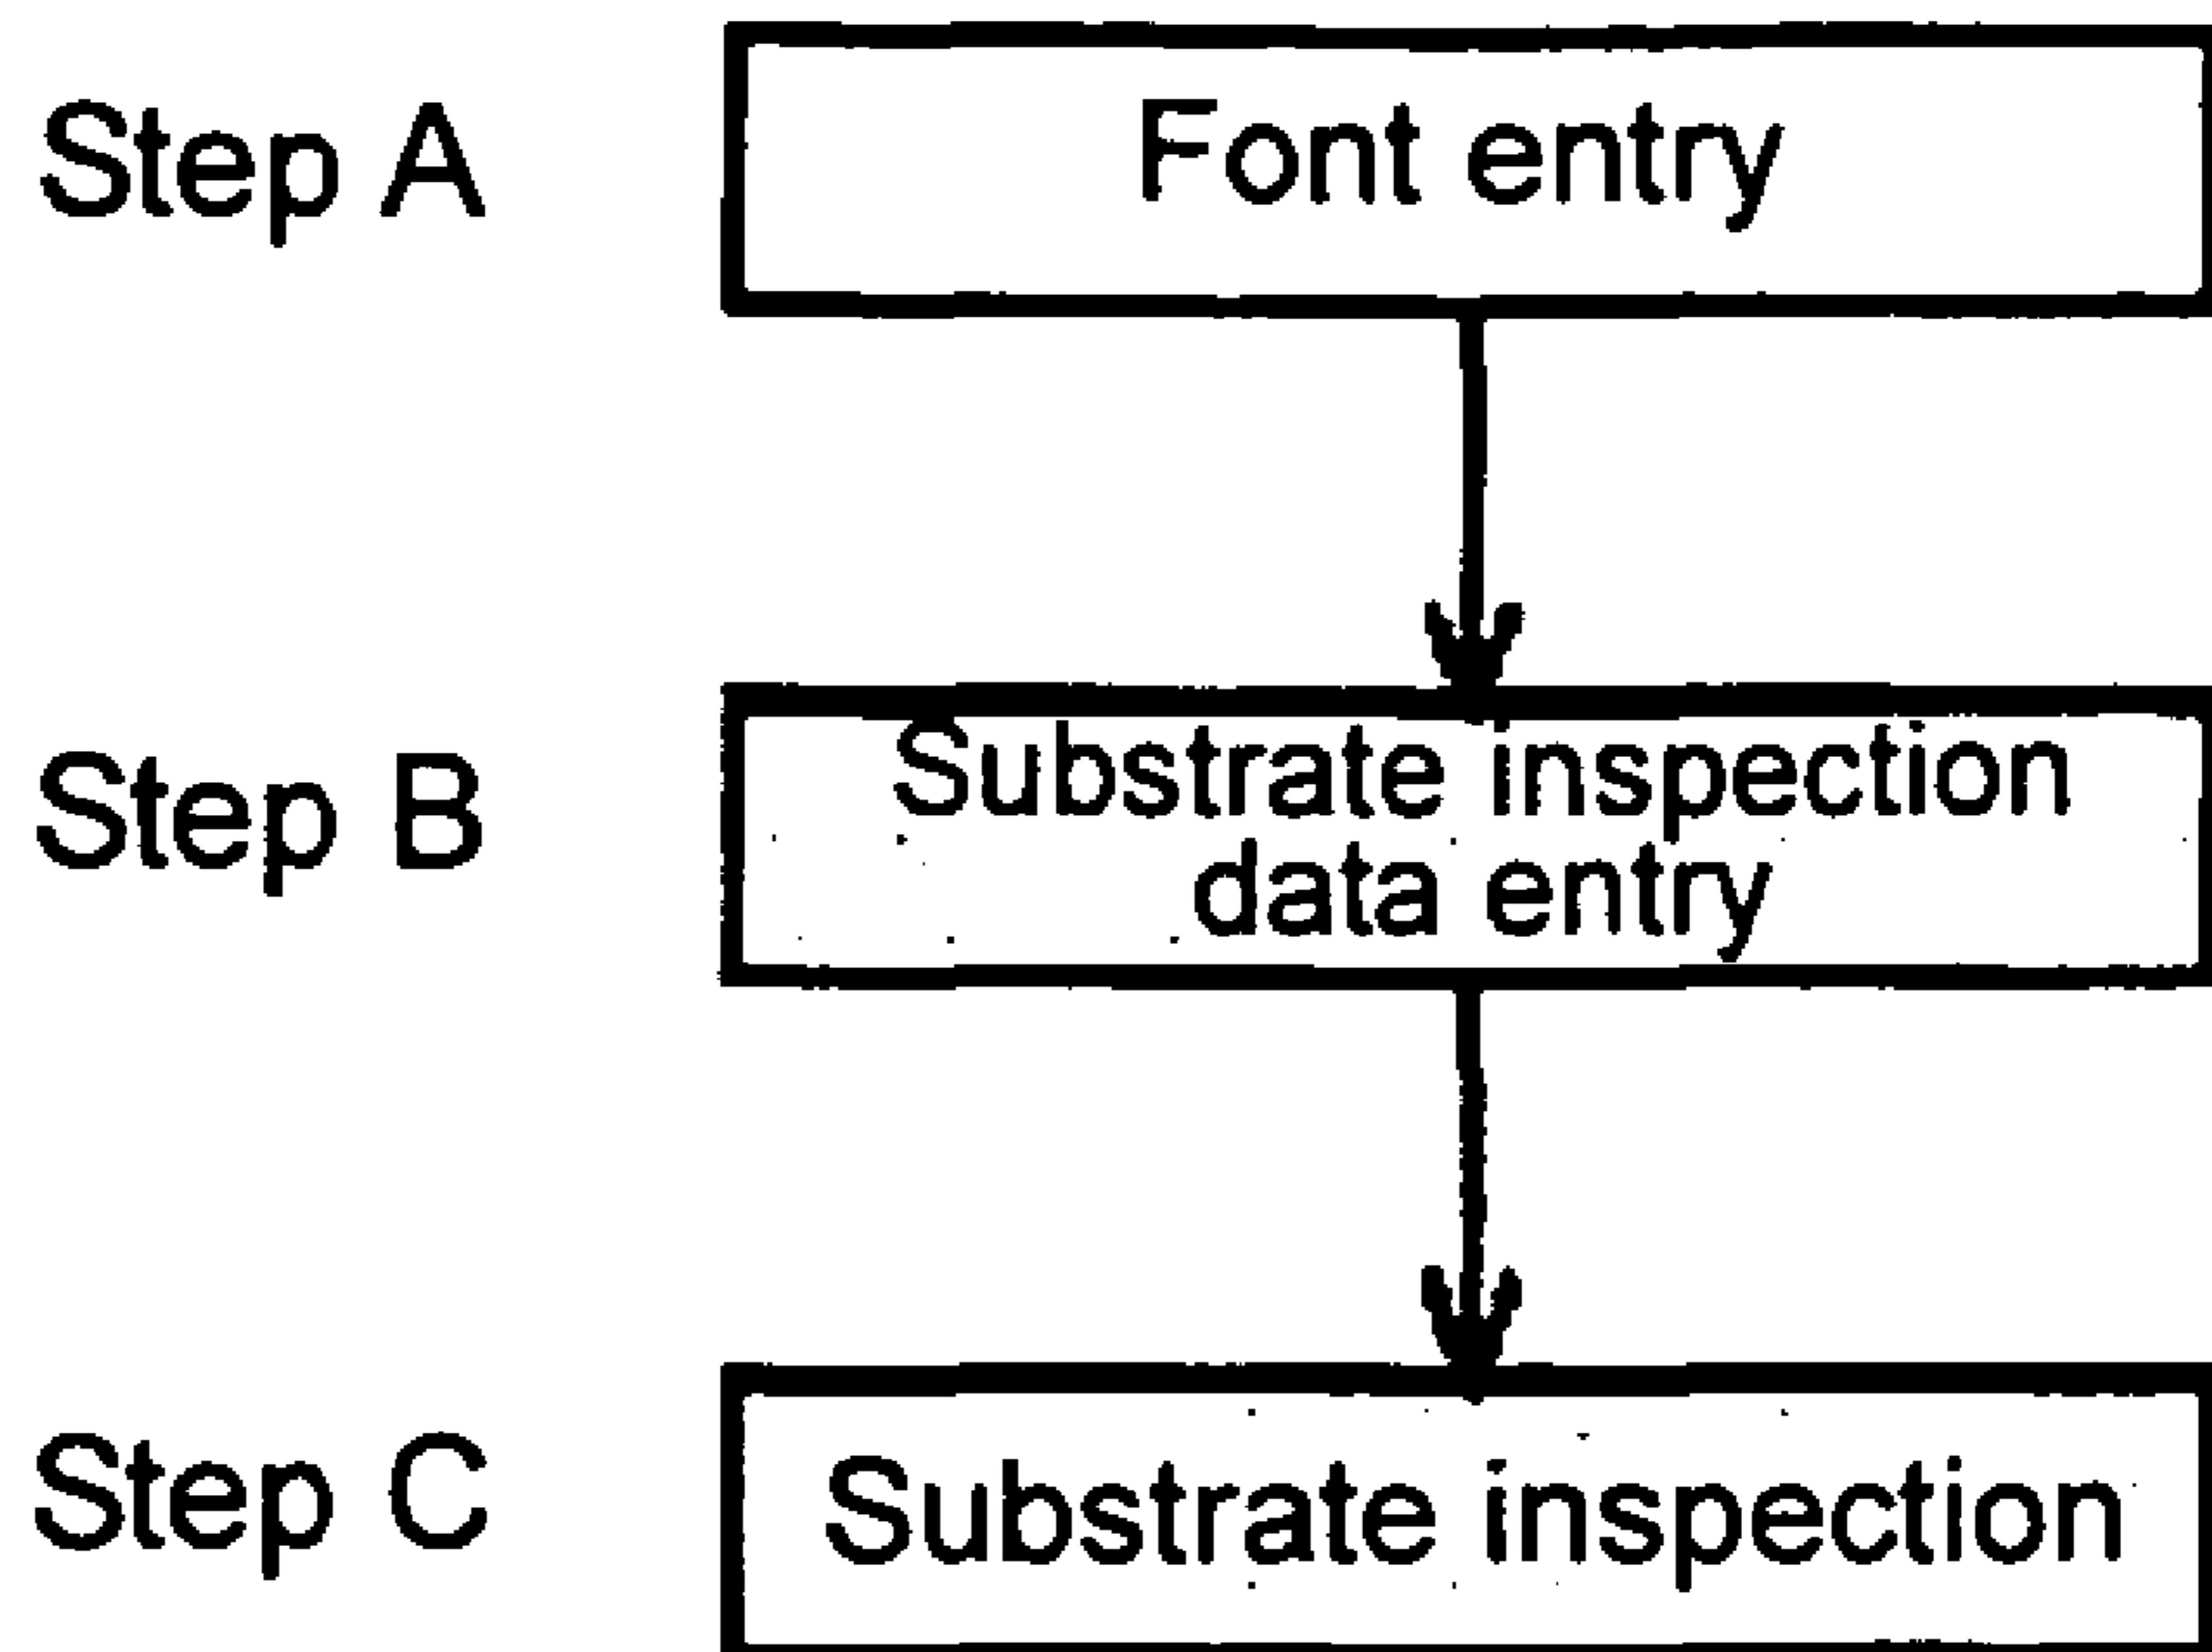 Step A
Font entry
Step B
Substrate inspection
data entry
Step C
Substrate inspection